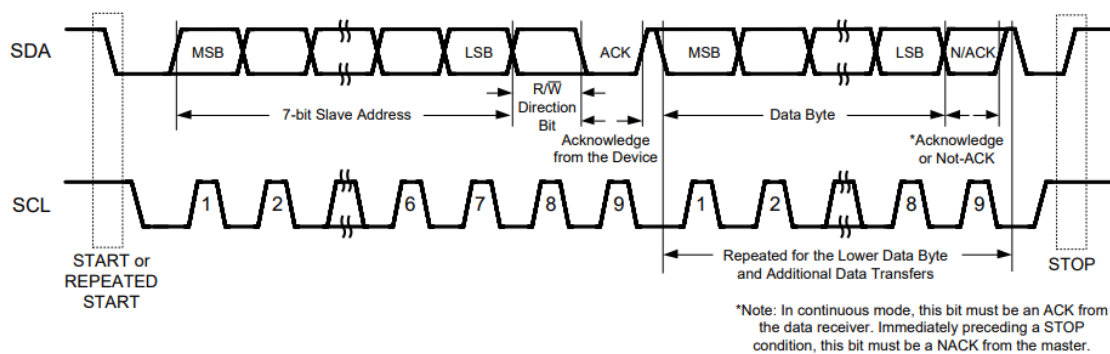 SDA
MSB
LSB
ACK
MSB
LSB
N/ACK
7-bit Slave Address
R/W̅
Direction
Bit
Acknowledge
from the Device
Data Byte
*Acknowledge
or Not-ACK
SCL
1
2
6
7
8
9
1
2
8
9
START or
REPEATED
START
Repeated for the Lower Data Byte
and Additional Data Transfers
STOP
*Note: In continuous mode, this bit must be an ACK from
the data receiver. Immediately preceding a STOP
condition, this bit must be a NACK from the master.